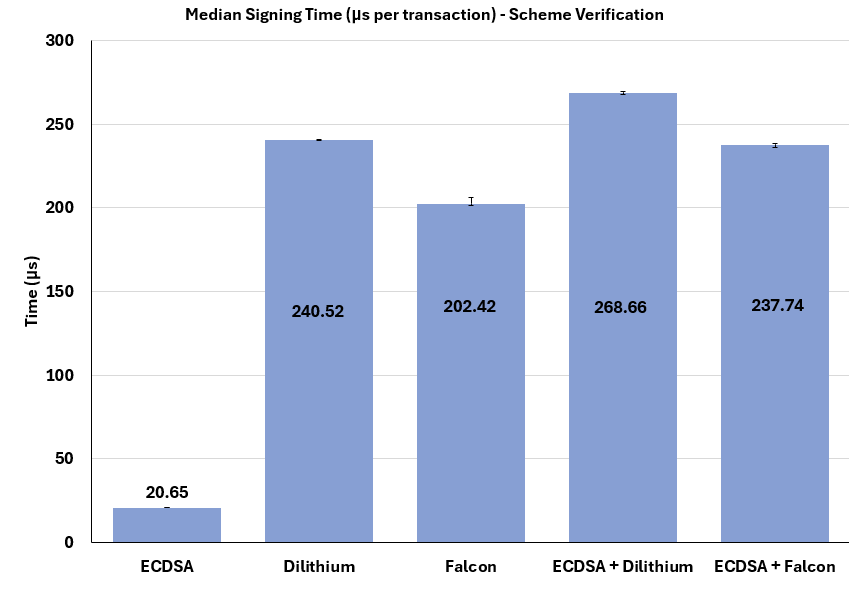 Median Signing Time (µs per transaction) - Scheme Verification
300
250
200
150
100
50
0
Time (µs)
20.65
240.52
202.42
268.66
237.74
ECDSA
Dilithium
Falcon
ECDSA + Dilithium
ECDSA + Falcon